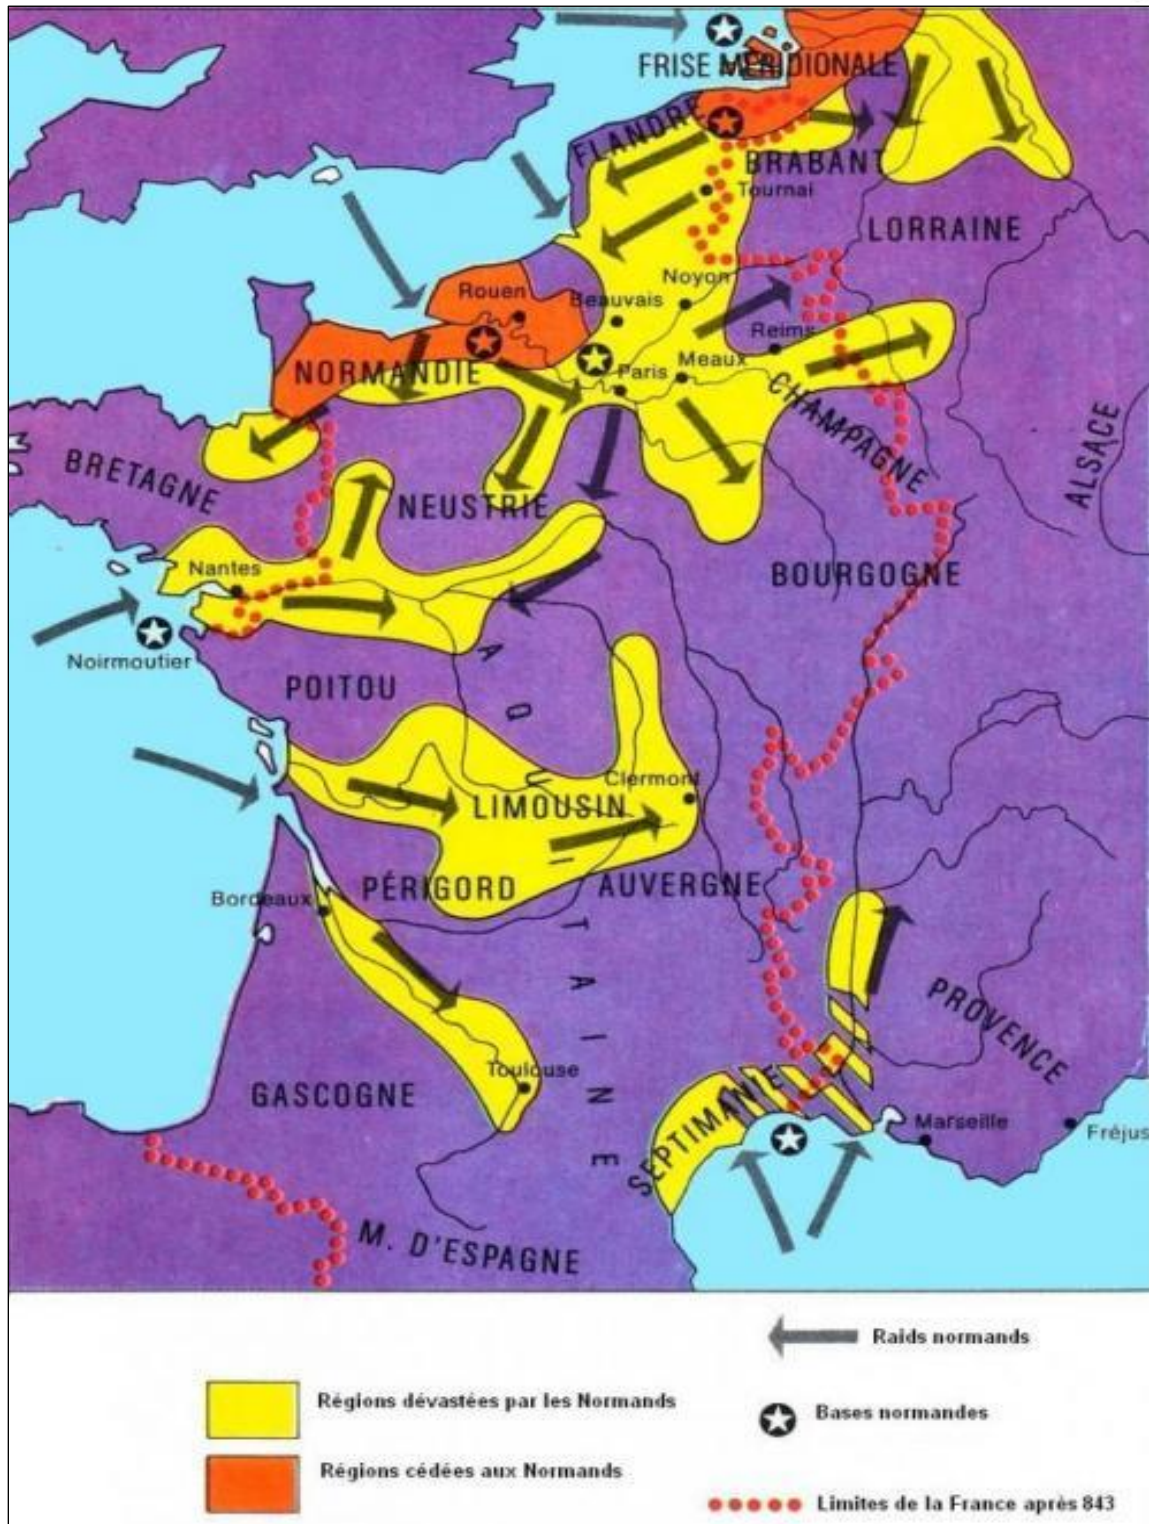 FRISE MÉRIDIONALE
FLANDRE
BRABANT
Tournai
LORRAINE
Noyon
Rouen
Beauvais
Reims
NORMANDIE
Paris
Meaux
CHAMPAGNE
ALSACE
BRETAGNE
NEUSTRIE
Nantes
BOURGOGNE
Noirmoutier
POITOU
AQUITAINE
Clermont
LIMOUSIN
PÉRIGORD
AUVERGNE
Bordeaux
PROVENCE
Toulouse
GASCOGNE
SEPTIMANIE
Marseille
Fréjus
M. D'ESPAGNE
Raids normands
Régions dévastées par les Normands
Bases normandes
Régions cédées aux Normands
Limites de la France après 843